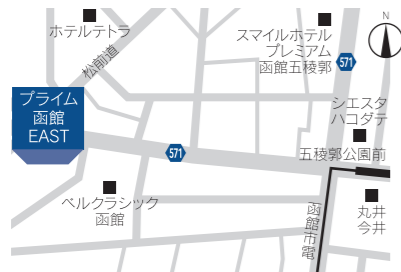 ホテルテトラ
松前道
スマイルホテル
プレミアム
函館五稜郭
N
571
プライム
函館
EAST
シエスタ
ハコダテ
571
五稜郭公園前
ベルクラシック
函館
函館市電
丸井
今井